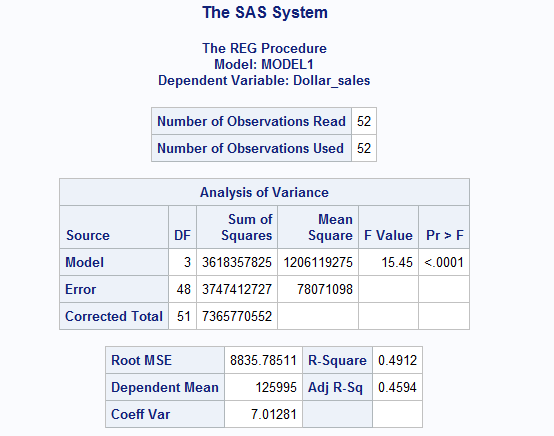 The SAS System
The REG Procedure
Model: MODEL1
Dependent Variable: Dollar_sales
Number of Observations Read 52
Number of Observations Used 52
Analysis of Variance
Source DF Sum of Squares Mean Square F Value Pr > F
Model 3 3618357825 1206119275 15.45 <.0001
Error 48 3747412727 78071098
Corrected Total 51 7365770552
Root MSE 8835.78511 R-Square 0.4912
Dependent Mean 125995 Adj R-Sq 0.4594
Coeff Var 7.01281